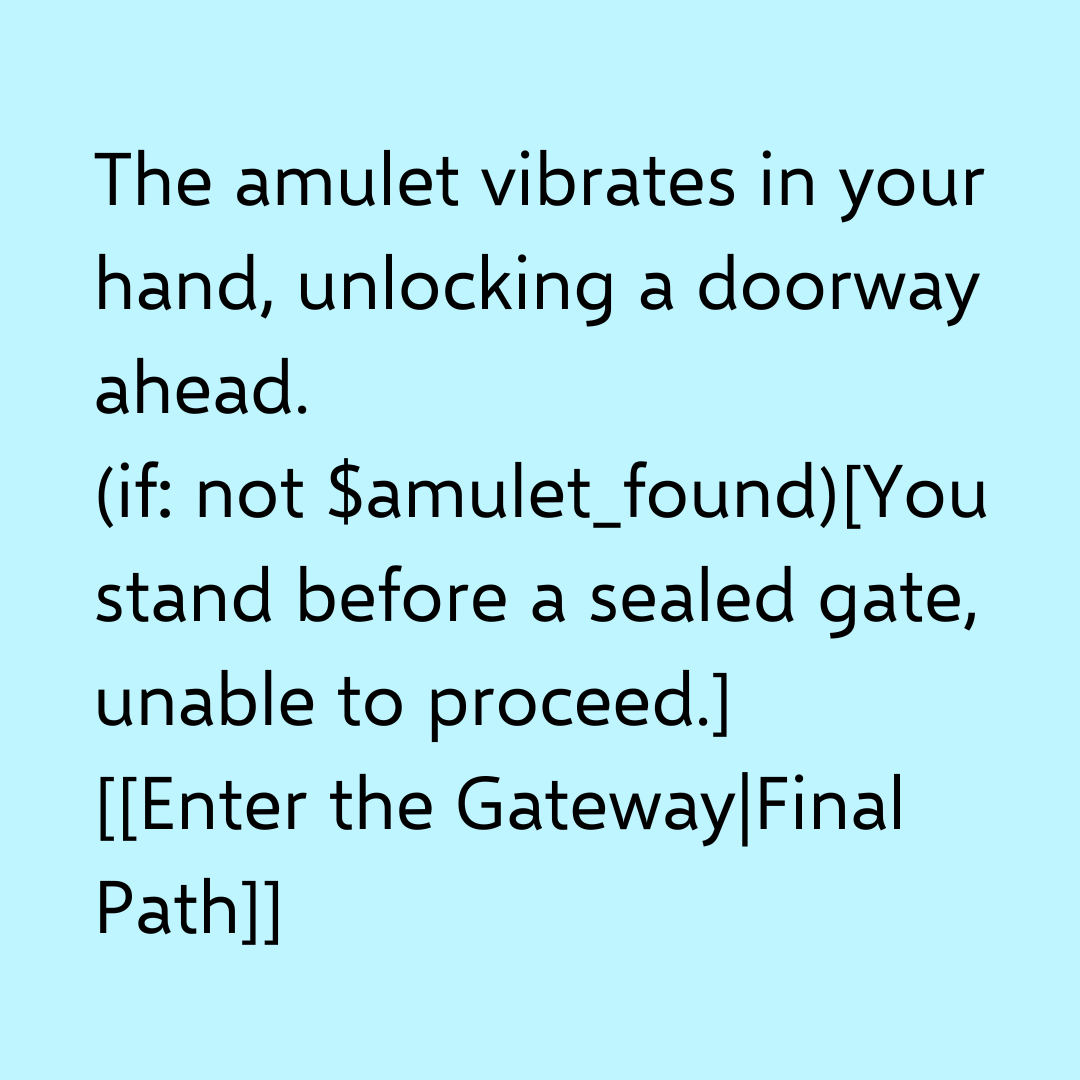 The amulet vibrates in your
hand, unlocking a doorway
ahead.
(if: not $amulet_found)[You
stand before a sealed gate,
unable to proceed.]
[[Enter the Gateway|Final
Path]]